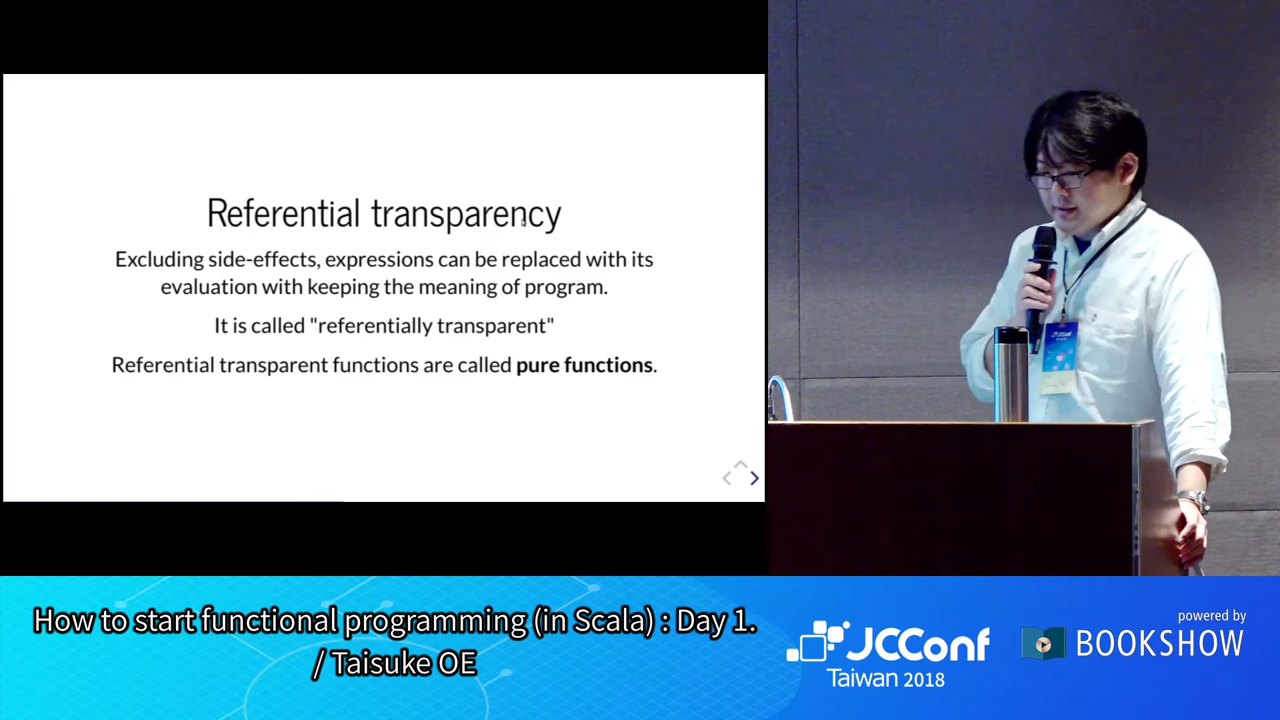 Referential transparency
Excluding side-effects, expressions can be replaced with its
evaluation with keeping the meaning of program.
It is called "referentially transparent"
Referential transparent functions are called pure functions.
How to start functional programming (in Scala) : Day 1.
/ Taisuke OE
JCConf
Taiwan 2018
powered by
BOOKSHOW